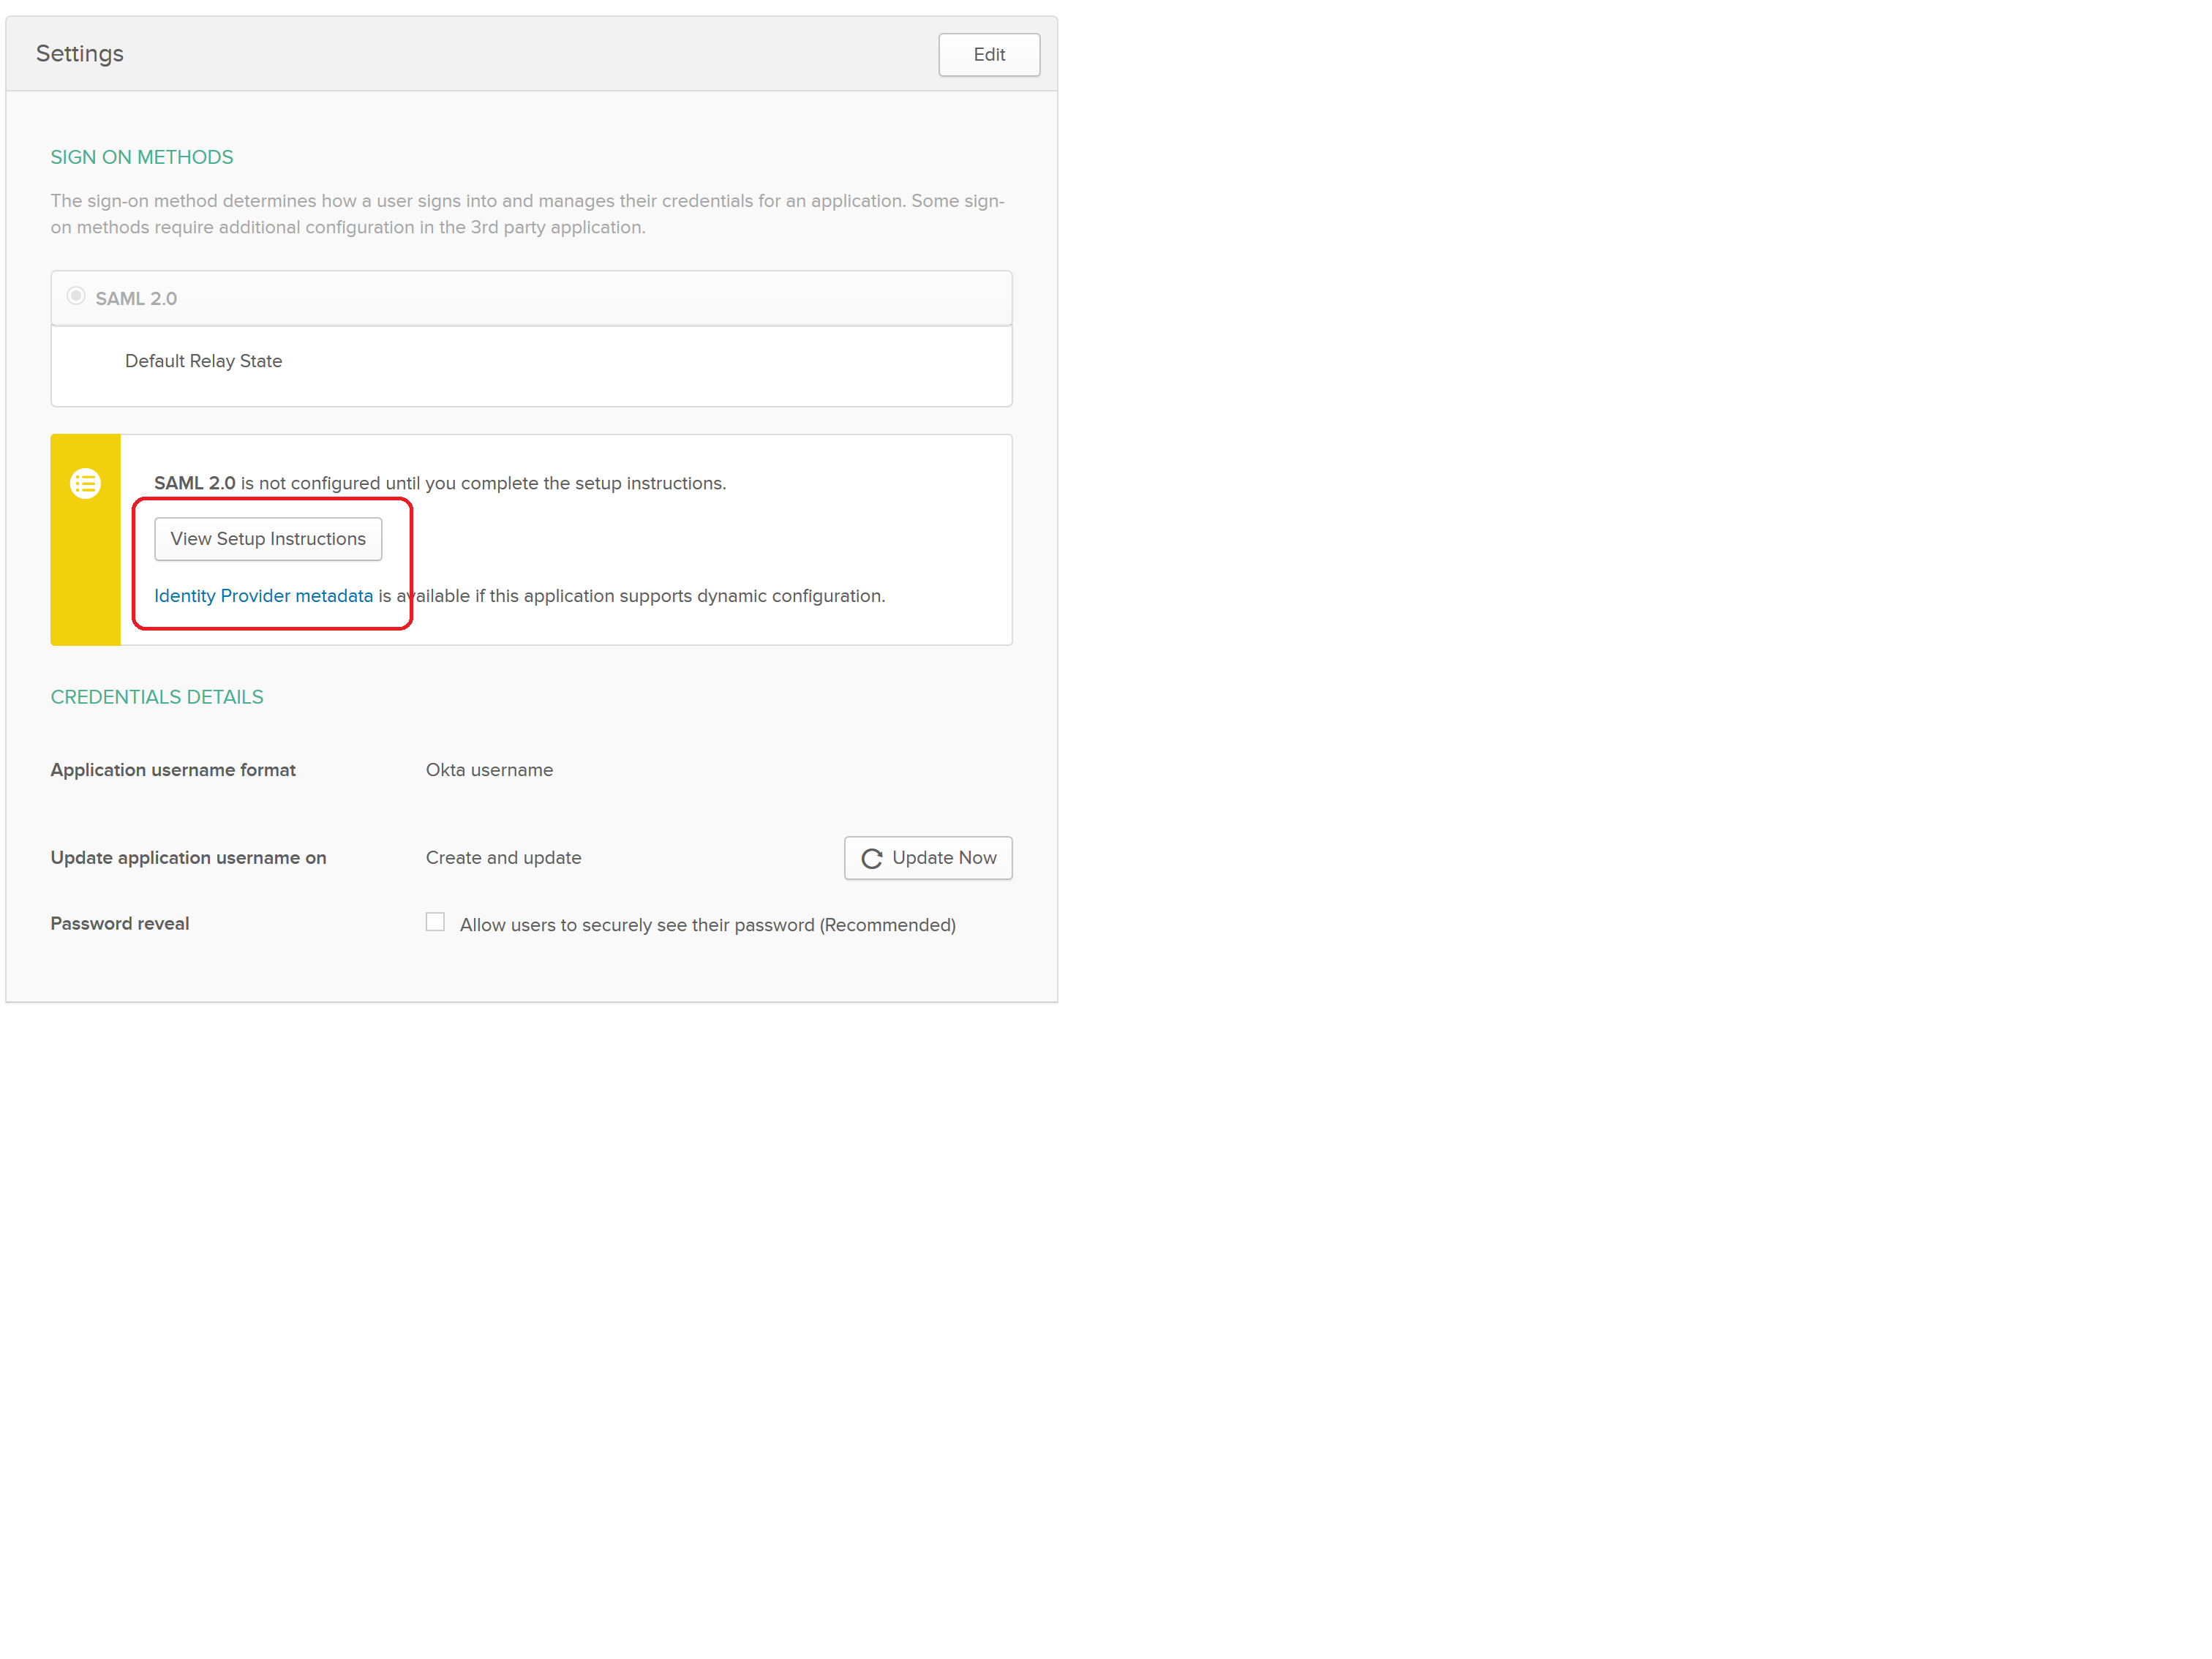 Settings
Edit
SIGN ON METHODS
The sign-on method determines how a user signs into and manages their credentials for an application. Some sign-
on methods require additional configuration in the 3rd party application.
SAML 2.0
Default Relay State
SAML 2.0 is not configured until you complete the setup instructions.
View Setup Instructions
Identity Provider metadata is available if this application supports dynamic configuration.
CREDENTIALS DETAILS
Application username format Okta username
Update application username on Create and update Update Now
Password reveal Allow users to securely see their password (Recommended)